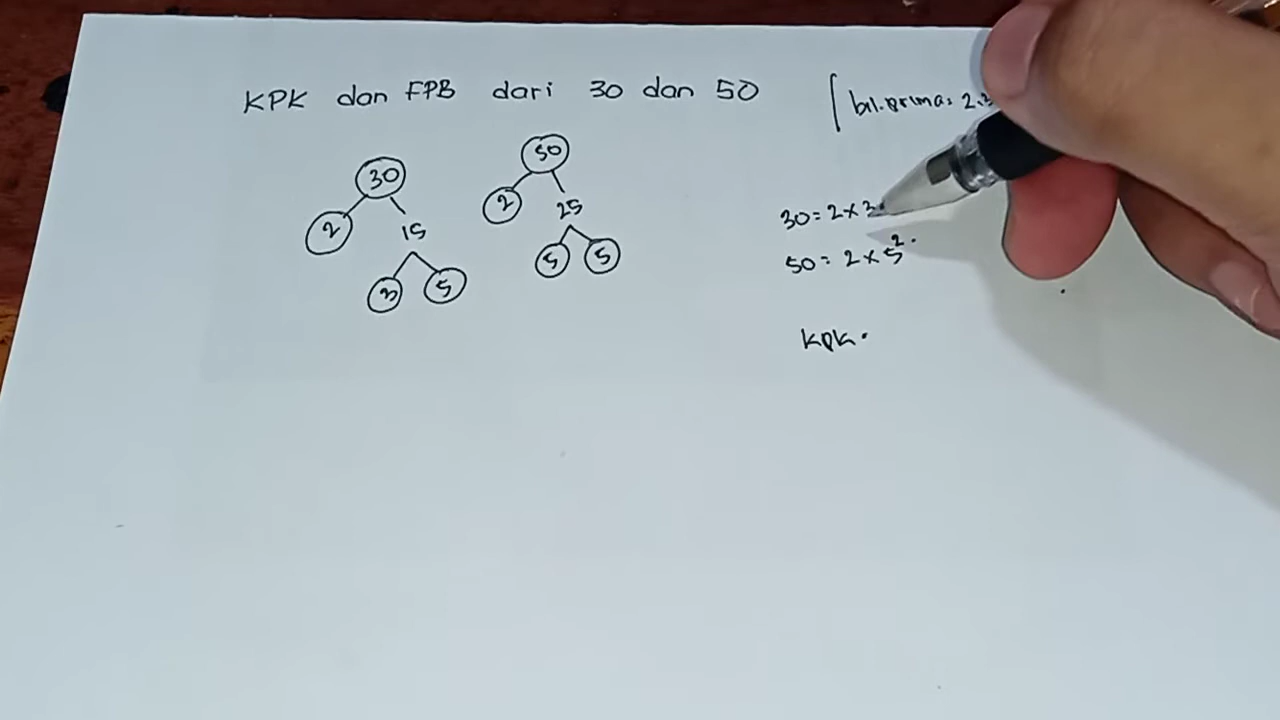 KPK dan FPB dari 30 dan 50
bil.prima: 2.3
30
2
15
3 5
50
2
25
5 5
30 = 2 x 3
50 = 2 x 5².
KPK.